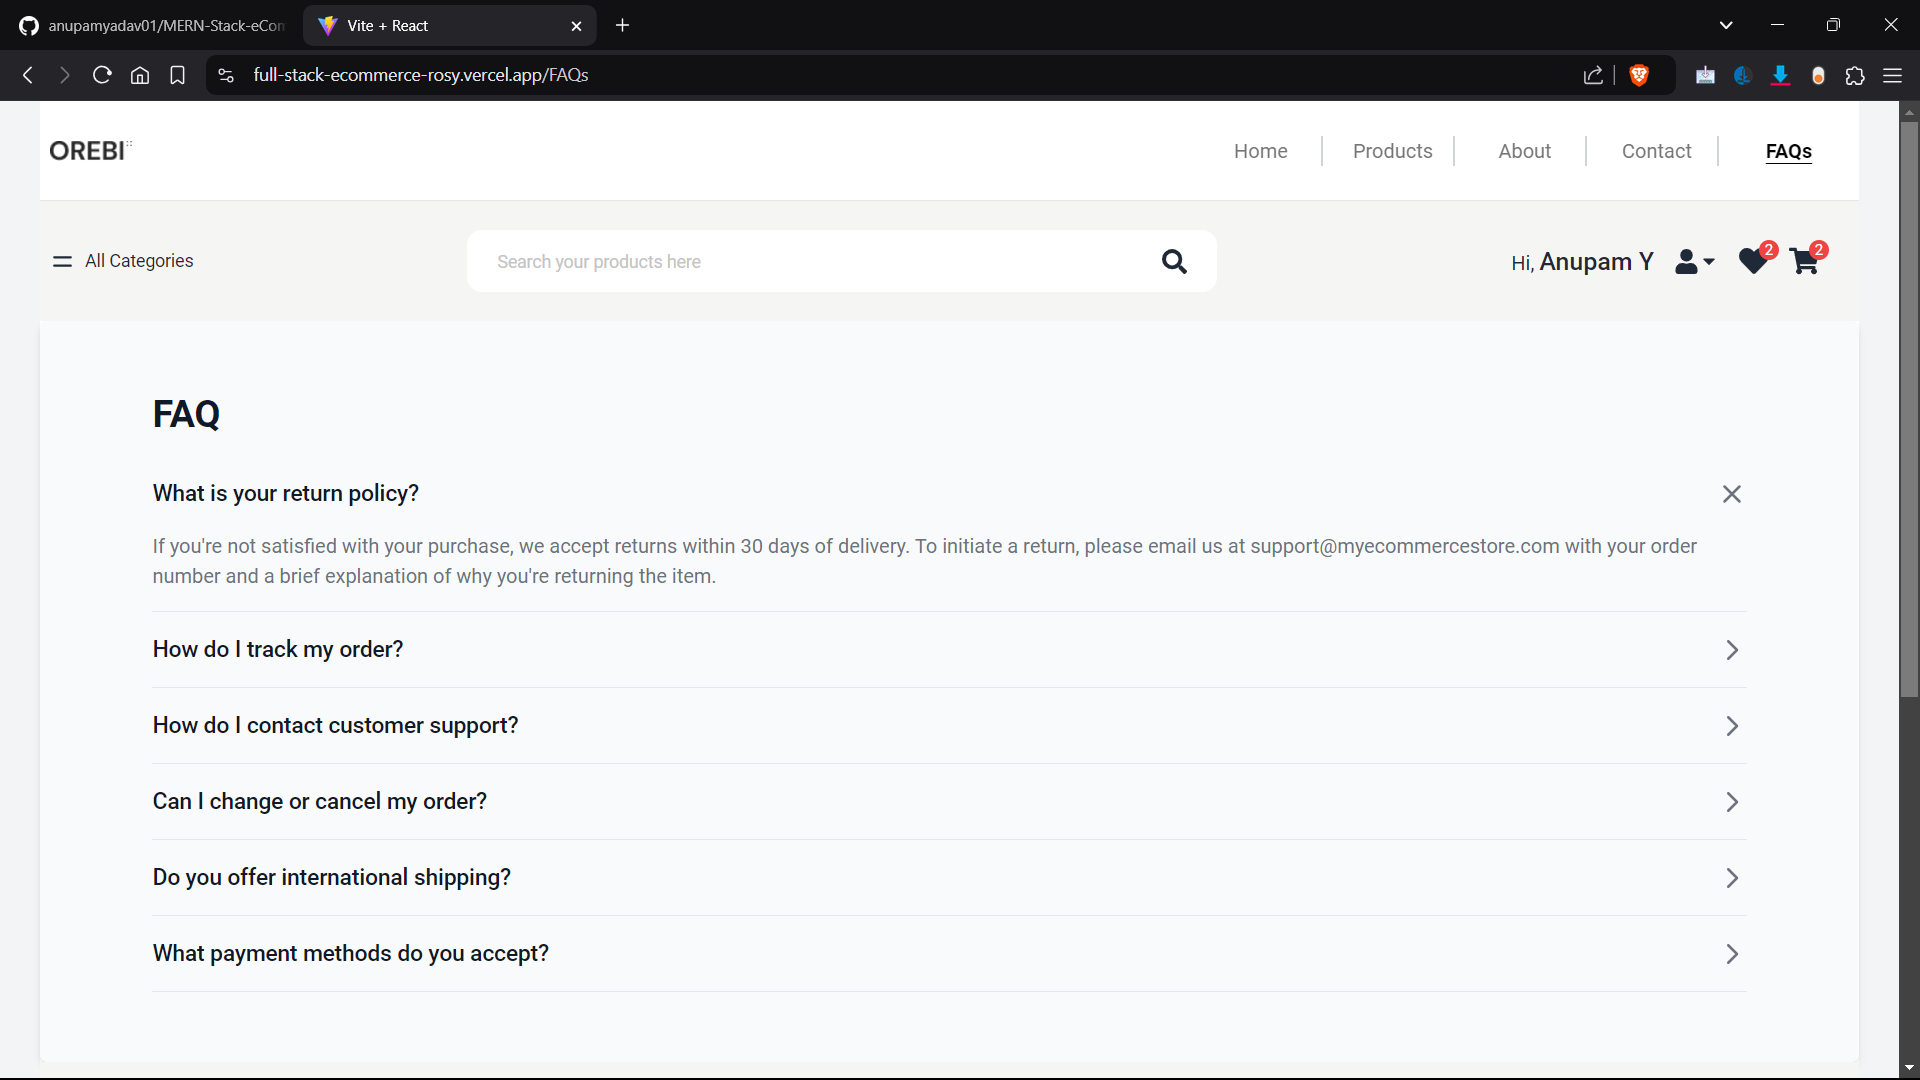 anupamyadav01/MERN-Stack-eCom
Vite + React
full-stack-ecommerce-rosy.vercel.app/FAQs
OREBI
Home
Products
About
Contact
FAQs
All Categories
Search your products here
Hi, Anupam Y
2
2
FAQ
What is your return policy?
If you're not satisfied with your purchase, we accept returns within 30 days of delivery. To initiate a return, please email us at support@myecommercestore.com with your order
number and a brief explanation of why you're returning the item.
How do I track my order?
How do I contact customer support?
Can I change or cancel my order?
Do you offer international shipping?
What payment methods do you accept?